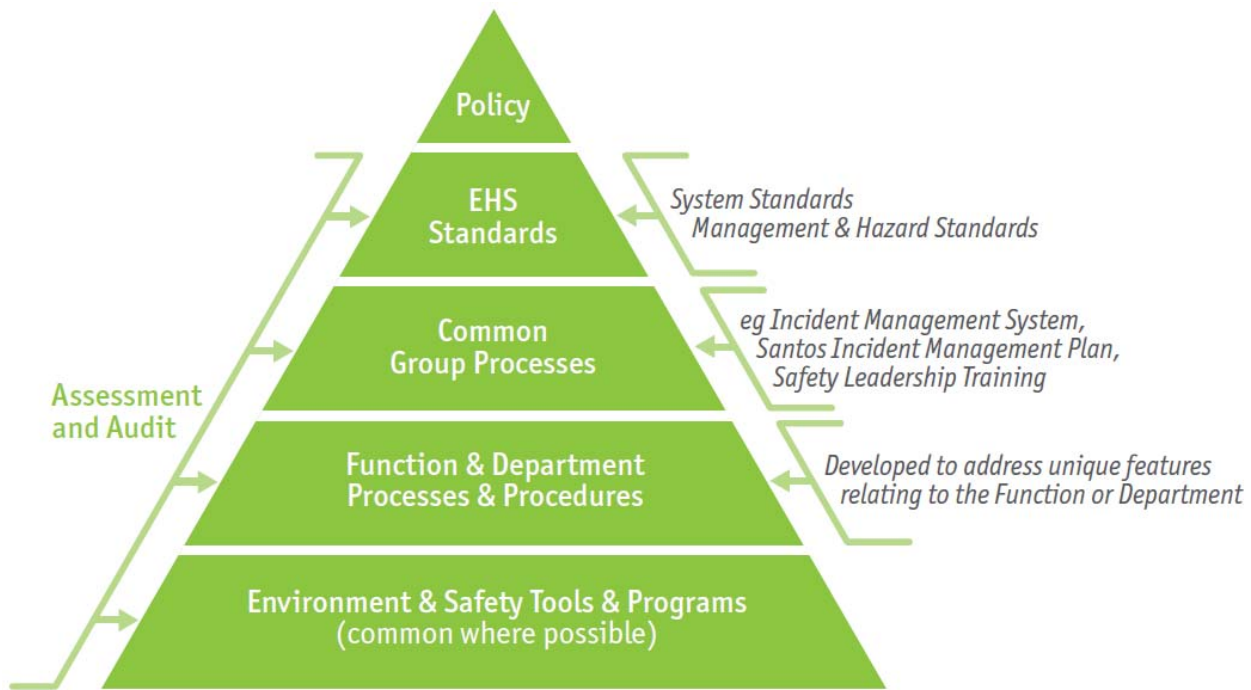 Policy
EHS
Standards
System Standards
Management & Hazard Standards
Common
Group Processes
eg Incident Management System,
Santos Incident Management Plan,
Safety Leadership Training
Assessment
and Audit
Function & Department
Processes & Procedures
Developed to address unique features
relating to the Function or Department
Environment & Safety Tools & Programs
(common where possible)